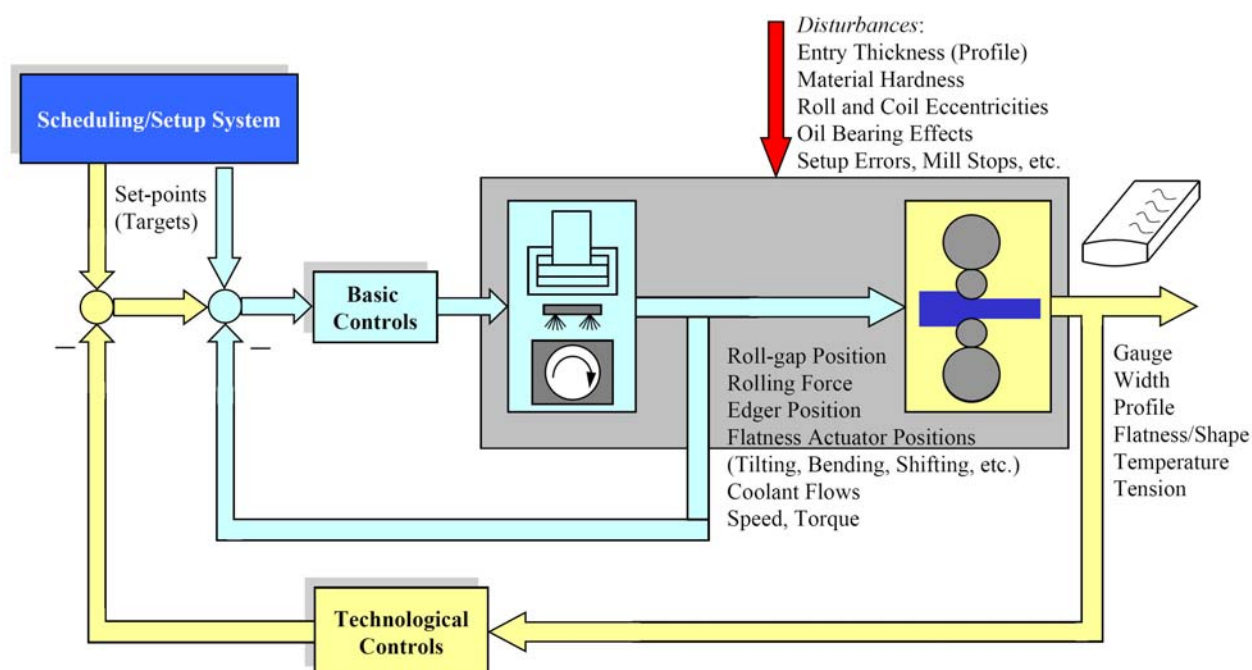 Disturbances:
Entry Thickness (Profile)
Material Hardness
Roll and Coil Eccentricities
Oil Bearing Effects
Setup Errors, Mill Stops, etc.
Scheduling/Setup System
Set-points
(Targets)
Basic
Controls
Roll-gap Position
Rolling Force
Edger Position
Flatness Actuator Positions
(Tilting, Bending, Shifting, etc.)
Coolant Flows
Speed, Torque
Gauge
Width
Profile
Flatness/Shape
Temperature
Tension
Technological
Controls